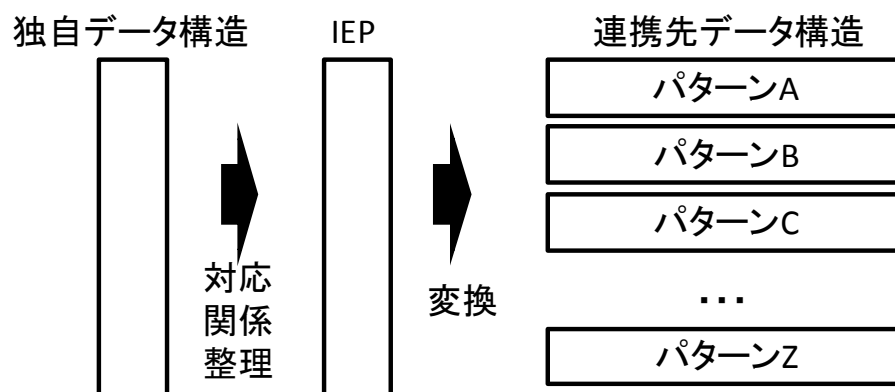 独自データ構造
IEP
連携先データ構造
パターンA
パターンB
パターンC
・・・
パターンZ
対応
関係
整理
変換